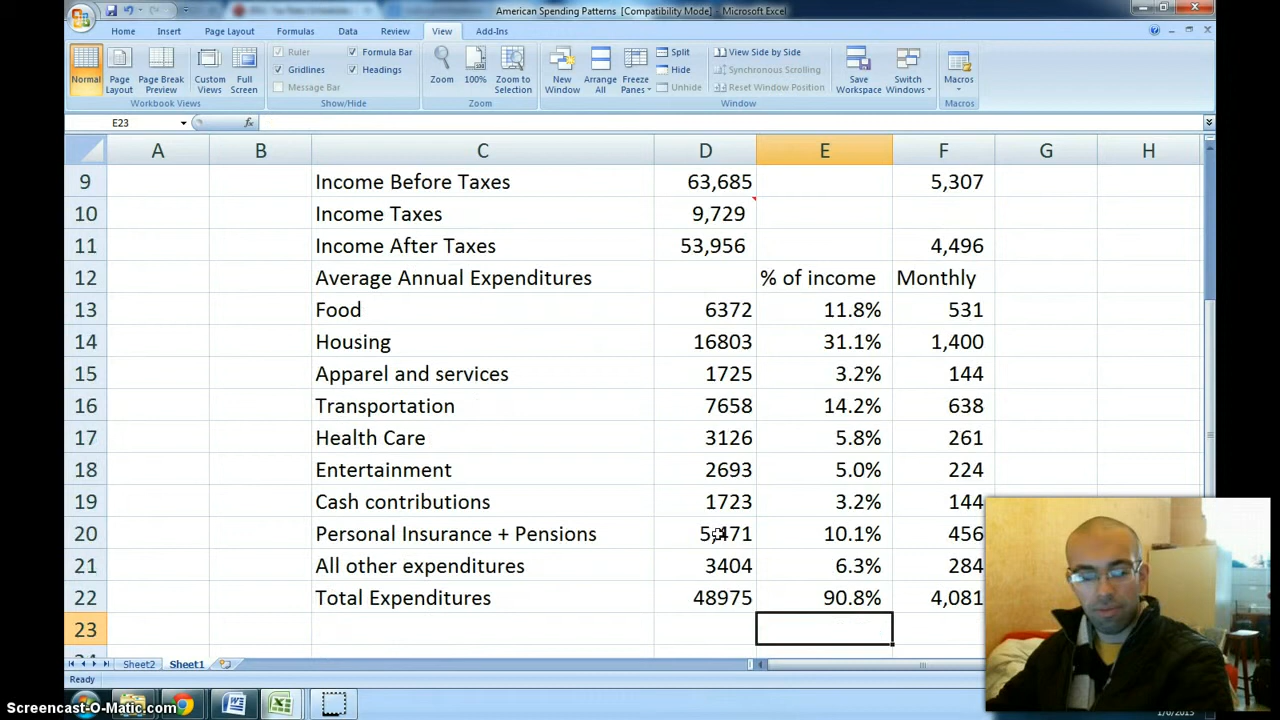 American Spending Patterns [Compatibility Mode] - Microsoft Excel
Home Insert Page Layout Formulas Data Review View Add-Ins
Ruler Formula Bar
Gridlines Headings
Message Bar
Normal Page Layout Page Break Preview Custom Views Full Screen
Zoom 100% Zoom to Selection
New Window Arrange All Freeze Panes
Split View Side by Side
Hide Synchronous Scrolling
Unhide Reset Window Position
Save Workspace Switch Windows Macros
Workbook Views Show/Hide Zoom Window Macros
E23 fx
A B C D E F G H
9 Income Before Taxes 63,685 5,307
10 Income Taxes 9,729
11 Income After Taxes 53,956 4,496
12 Average Annual Expenditures % of income Monthly
13 Food 6372 11.8% 531
14 Housing 16803 31.1% 1,400
15 Apparel and services 1725 3.2% 144
16 Transportation 7658 14.2% 638
17 Health Care 3126 5.8% 261
18 Entertainment 2693 5.0% 224
19 Cash contributions 1723 3.2% 144
20 Personal Insurance + Pensions 5,471 10.1% 456
21 All other expenditures 3404 6.3% 284
22 Total Expenditures 48975 90.8% 4,081
23
Sheet2 Sheet1
Ready
Screencast-O-Matic.com